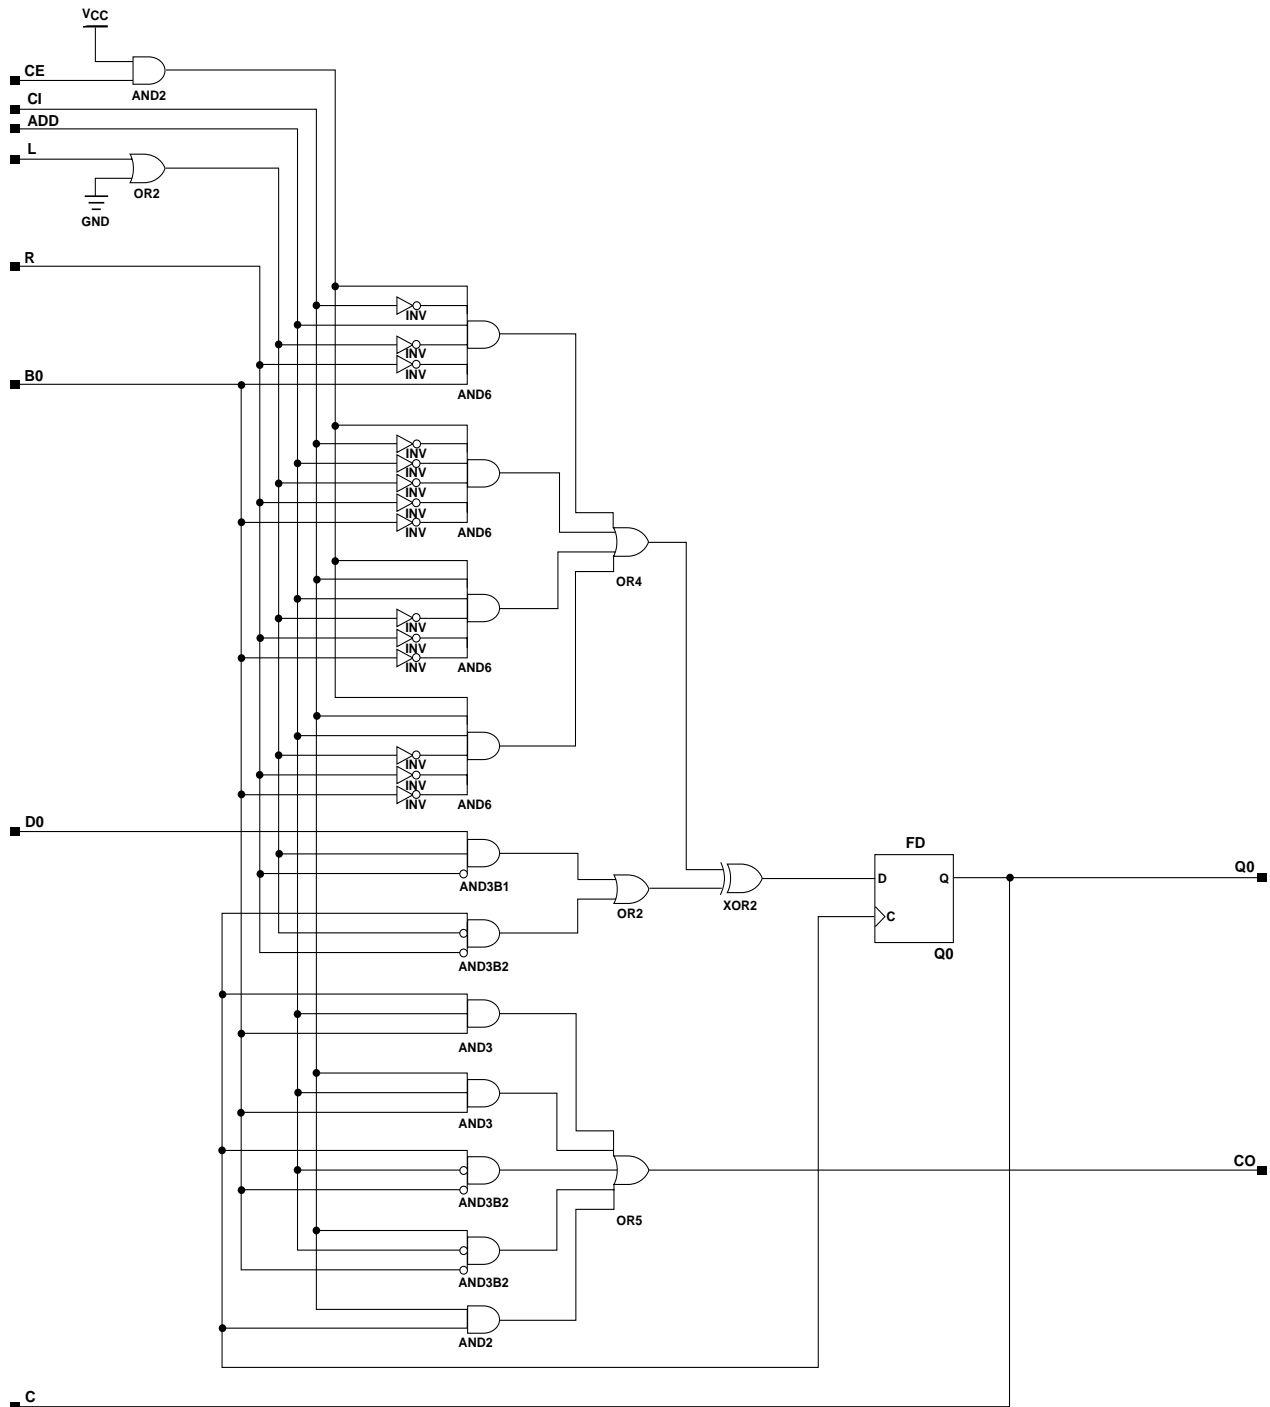 VCC
CE
AND2
CI
ADD
L
OR2
GND
R
INV
INV
INV
B0
AND6
INV
INV
INV
INV
INV
AND6
OR4
INV
INV
INV
AND6
INV
INV
INV
AND6
D0
AND3B1
OR2
XOR2
FD
D
Q
C
Q0
Q0
AND3B2
AND3
AND3
AND3B2
CO
OR5
AND3B2
AND2
C